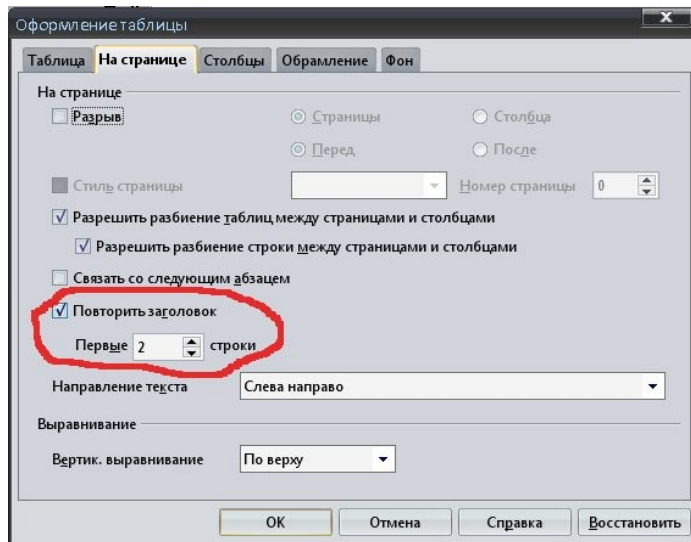 Оформление таблицы
Таблица На странице Столбцы Обрамление Фон
На странице
Разрыв Страницы Столбца
Перед После
Стиль страницы Номер страницы 0
Разрешить разбиение таблиц между страницами и столбцами
Разрешить разбиение строки между страницами и столбцами
Связать со следующим абзацем
Повторить заголовок
Первые 2 строки
Направление текста Слева направо
Выравнивание
Вертик. выравнивание По верху
ОК Отмена Справка Восстановить